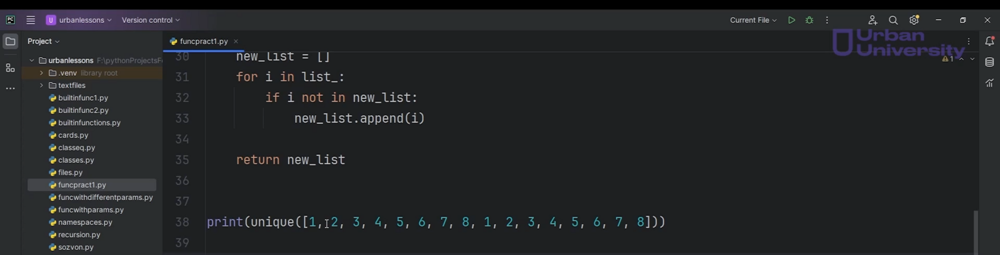 PC U urbanlessons Version control Current File
Project funcpract1.py Urban
University
urbanlessons F:\pythonProjectsF
.venv library root
textfiles
builtinfunc1.py
builtinfunc2.py
builtinfunctions.py
cards.py
classeq.py
classes.py
files.py
funcpract1.py
funcwithdifferentparams.py
funcwithparams.py
namespaces.py
recursion.py
sozvon.py
30 new_list = []
31 for i in list_:
32 if i not in new_list:
33 new_list.append(i)
34
35 return new_list
36
37
38 print(unique([1, 2, 3, 4, 5, 6, 7, 8, 1, 2, 3, 4, 5, 6, 7, 8]))
39
1